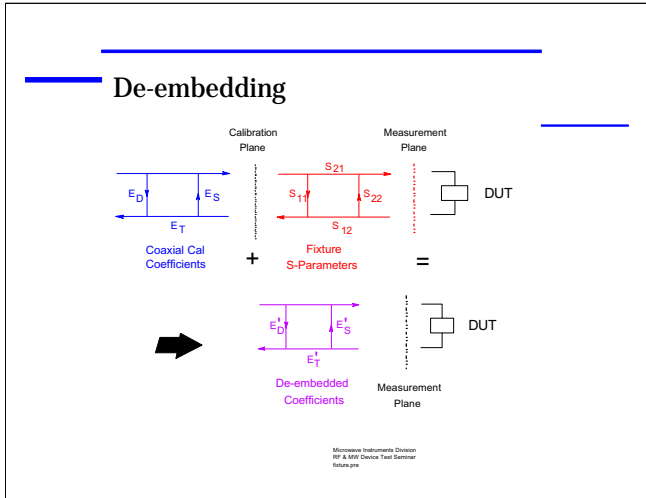 De-embedding
Calibration
Plane
Measurement
Plane
S21
ED
ES
S11
S22
DUT
ET
S12
Coaxial Cal
Coefficients
+
Fixture
S-Parameters
=
E'D
E'S
DUT
E'T
De-embedded
Coefficients
Measurement
Plane
Microwave Instruments Division
RF & MW Device Test Seminar
fixture.pre